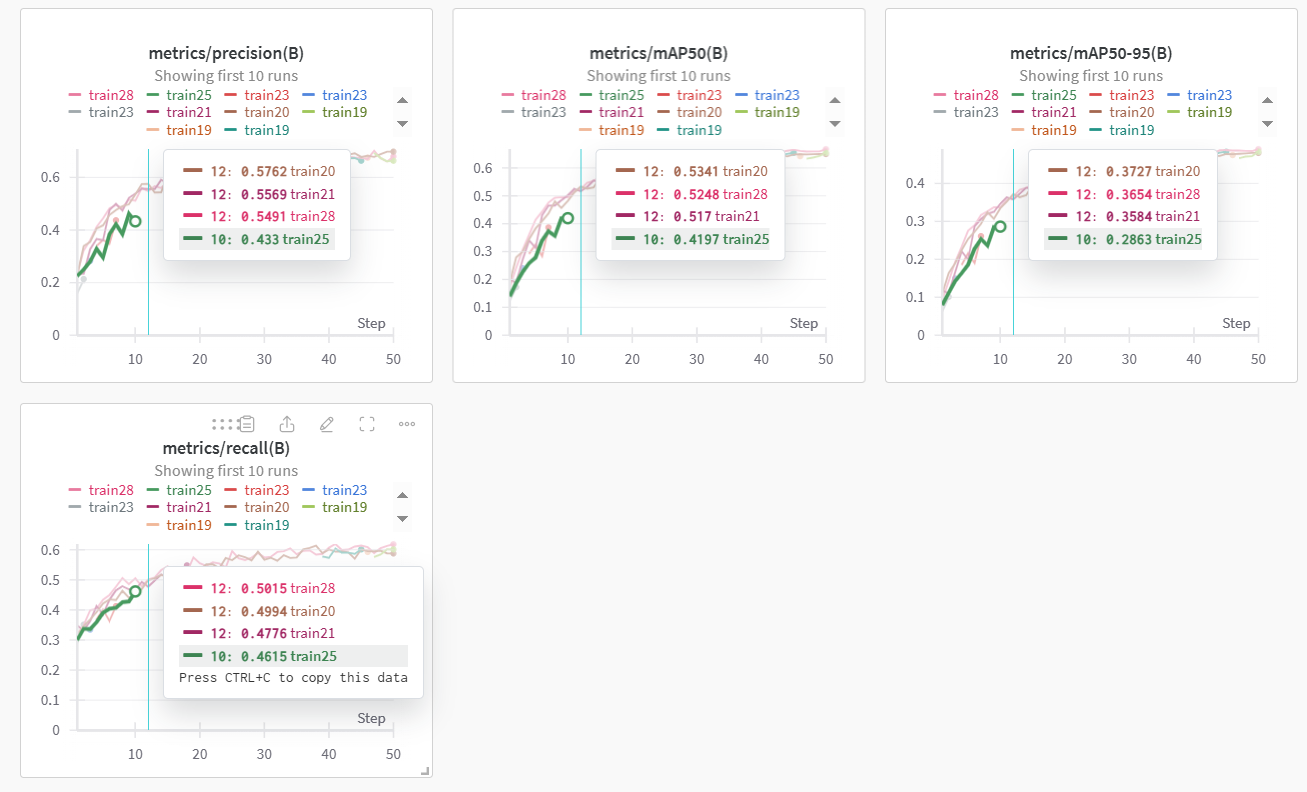 metrics/precision(B)
Showing first 10 runs
train28 train25 train23 train23
train23 train21 train20 train19
train19 train19
12: 0.5762 train20
12: 0.5569 train21
12: 0.5491 train28
10: 0.433 train25
0.6
0.4
0.2
0
Step
10 20 30 40 50
metrics/mAP50(B)
Showing first 10 runs
train28 train25 train23 train23
train23 train21 train20 train19
train19 train19
12: 0.5341 train20
12: 0.5248 train28
12: 0.517 train21
10: 0.4197 train25
0.6
0.5
0.4
0.3
0.2
0.1
0
Step
10 20 30 40 50
metrics/mAP50-95(B)
Showing first 10 runs
train28 train25 train23 train23
train23 train21 train20 train19
train19 train19
12: 0.3727 train20
12: 0.3654 train28
12: 0.3584 train21
10: 0.2863 train25
0.4
0.3
0.2
0.1
0
Step
10 20 30 40 50
metrics/recall(B)
Showing first 10 runs
train28 train25 train23 train23
train23 train21 train20 train19
train19 train19
12: 0.5015 train28
12: 0.4994 train20
12: 0.4776 train21
10: 0.4615 train25
Press CTRL+C to copy this data
0.6
0.5
0.4
0.3
0.2
0.1
0
Step
10 20 30 40 50